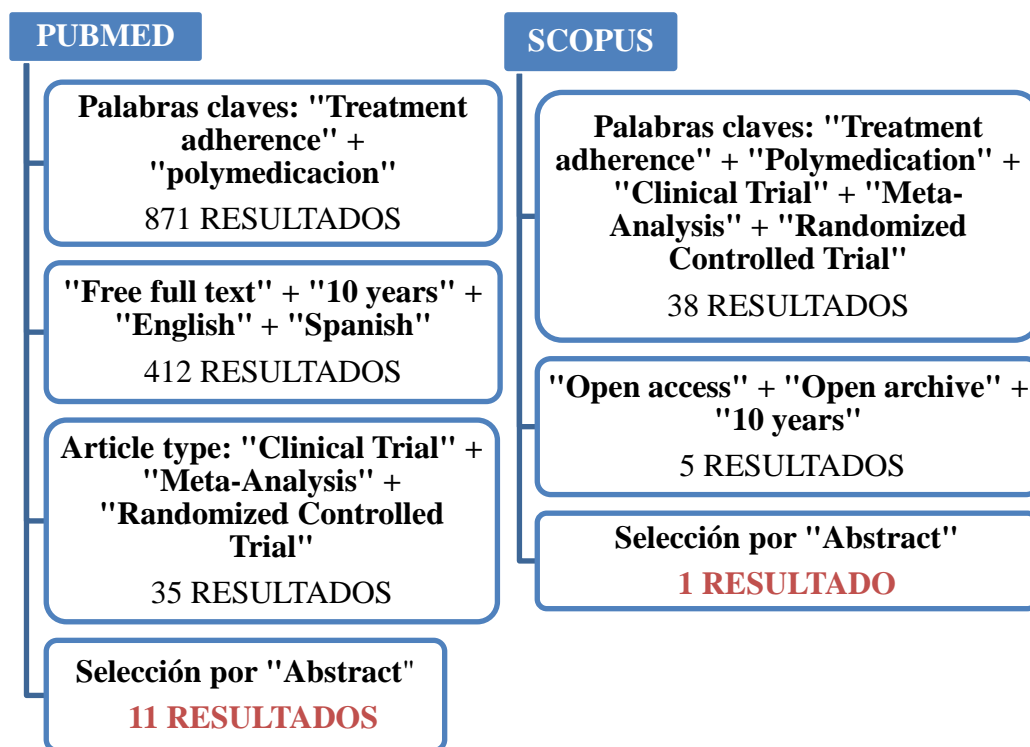 PUBMED
Palabras claves: "Treatment
adherence" +
"polymedicacion"
871 RESULTADOS
"Free full text" + "10 years" +
"English" + "Spanish"
412 RESULTADOS
Article type: "Clinical Trial" +
"Meta-Analysis" +
"Randomized Controlled
Trial"
35 RESULTADOS
Selección por "Abstract"
11 RESULTADOS
SCOPUS
Palabras claves: "Treatment
adherence" + "Polymedication" +
"Clinical Trial" + "Meta-
Analysis" + "Randomized
Controlled Trial"
38 RESULTADOS
"Open access" + "Open archive" +
"10 years"
5 RESULTADOS
Selección por "Abstract"
1 RESULTADO